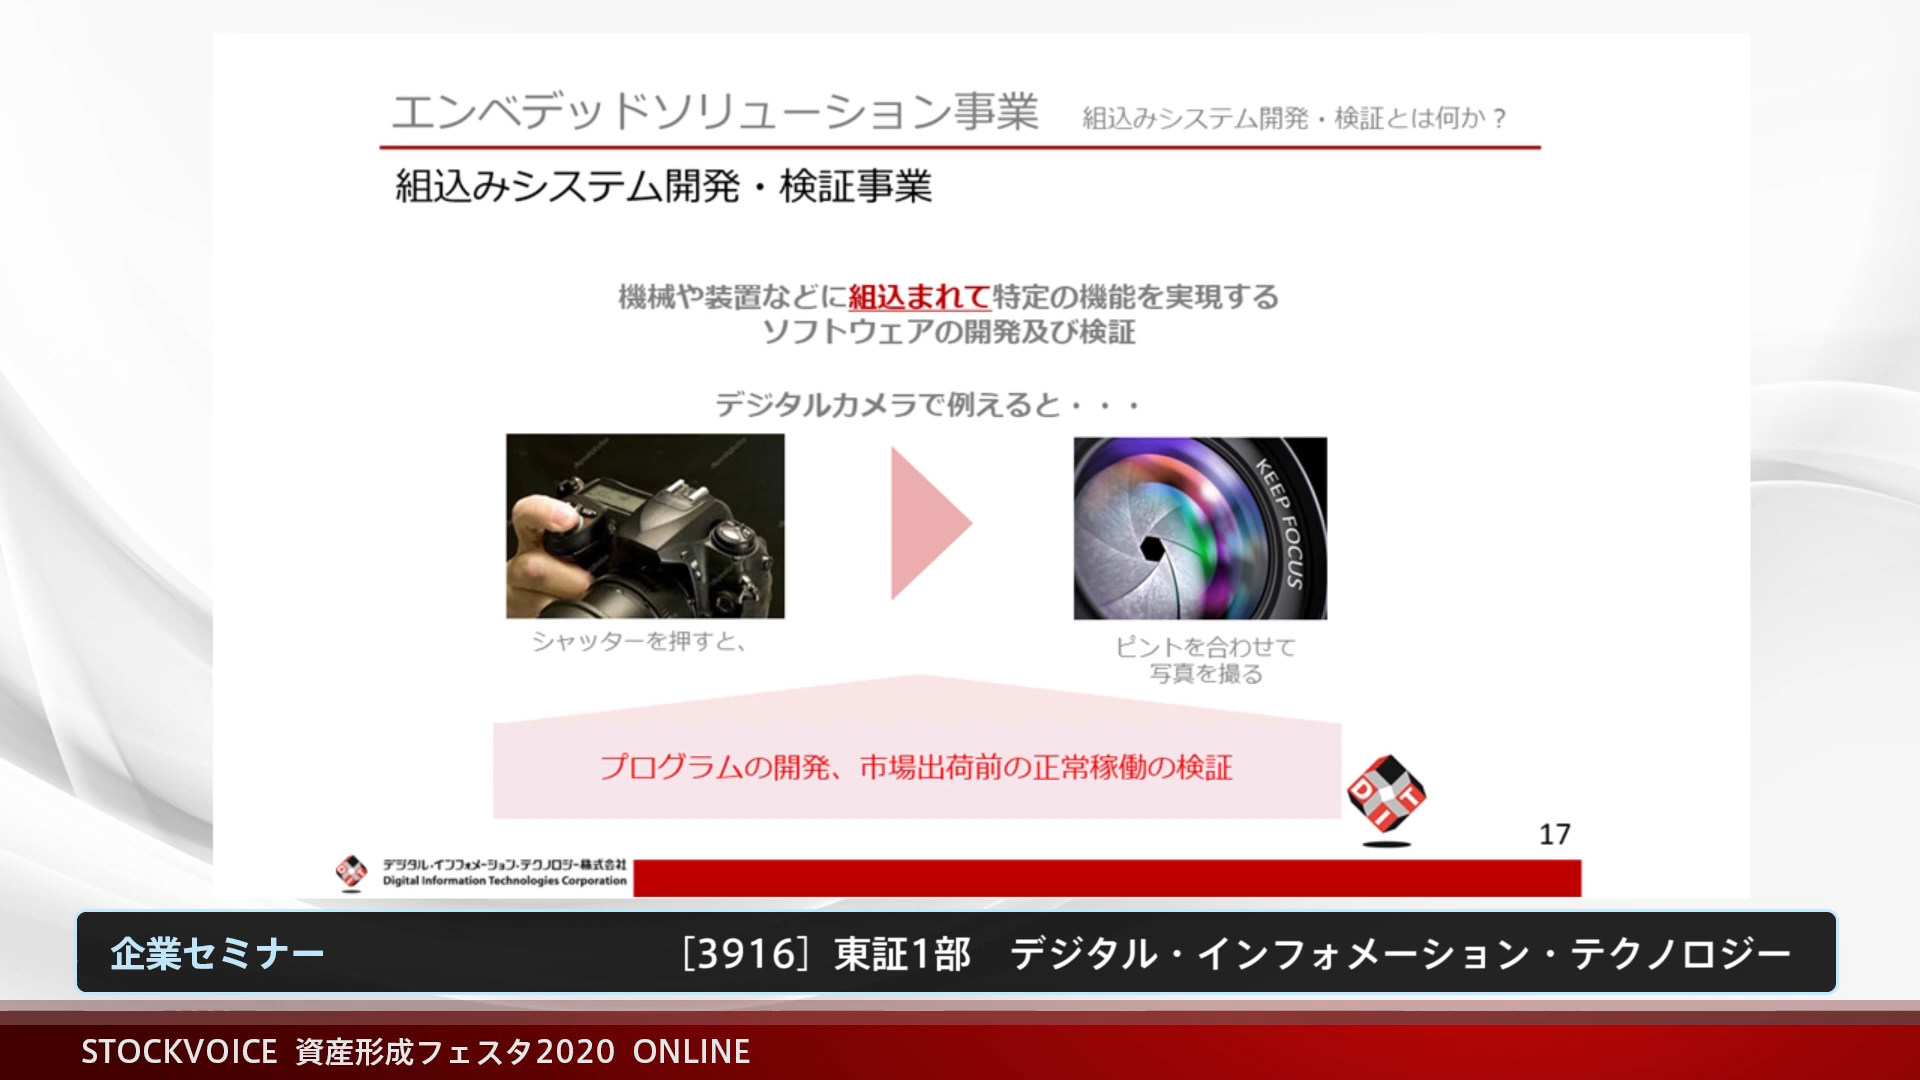 エンベデッドソリューション事業 組込みシステム開発・検証とは何か？
組込みシステム開発・検証事業
機械や装置などに組込まれて特定の機能を実現する
ソフトウェアの開発及び検証
デジタルカメラで例えると・・・
KEEP FOCUS
シャッターを押すと、
ピントを合わせて
写真を撮る
プログラムの開発、市場出荷前の正常稼働の検証
DIT
17
DIT
デジタル・インフォメーション・テクノロジー株式会社
Digital Information Technologies Corporation
企業セミナー [3916] 東証1部 デジタル・インフォメーション・テクノロジー
STOCKVOICE 資産形成フェスタ2020 ONLINE